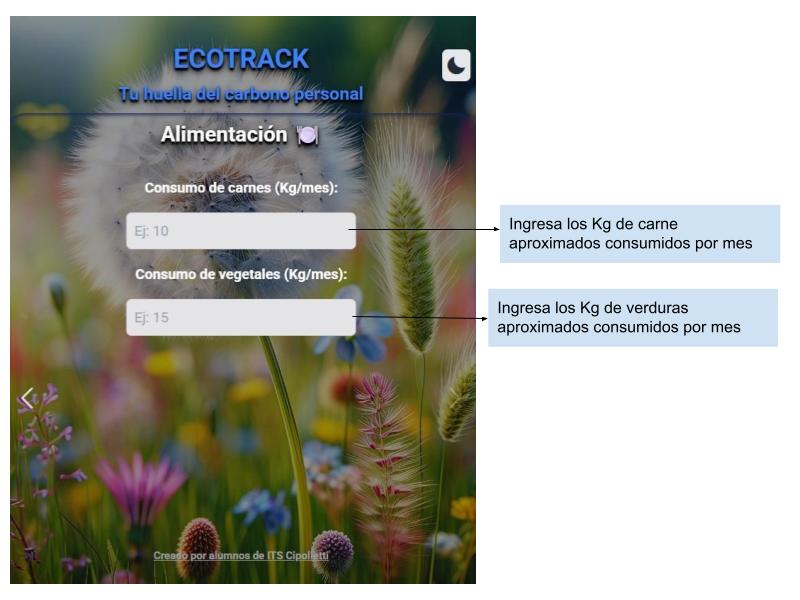 ECOTRACK
Tu huella del carbono personal
Alimentación
Consumo de carnes (Kg/mes):
Ej: 10
Ingresa los Kg de carne
aproximados consumidos por mes
Consumo de vegetales (Kg/mes):
Ej: 15
Ingresa los Kg de verduras
aproximados consumidos por mes
Creado por alumnos de ITS Cipolletti